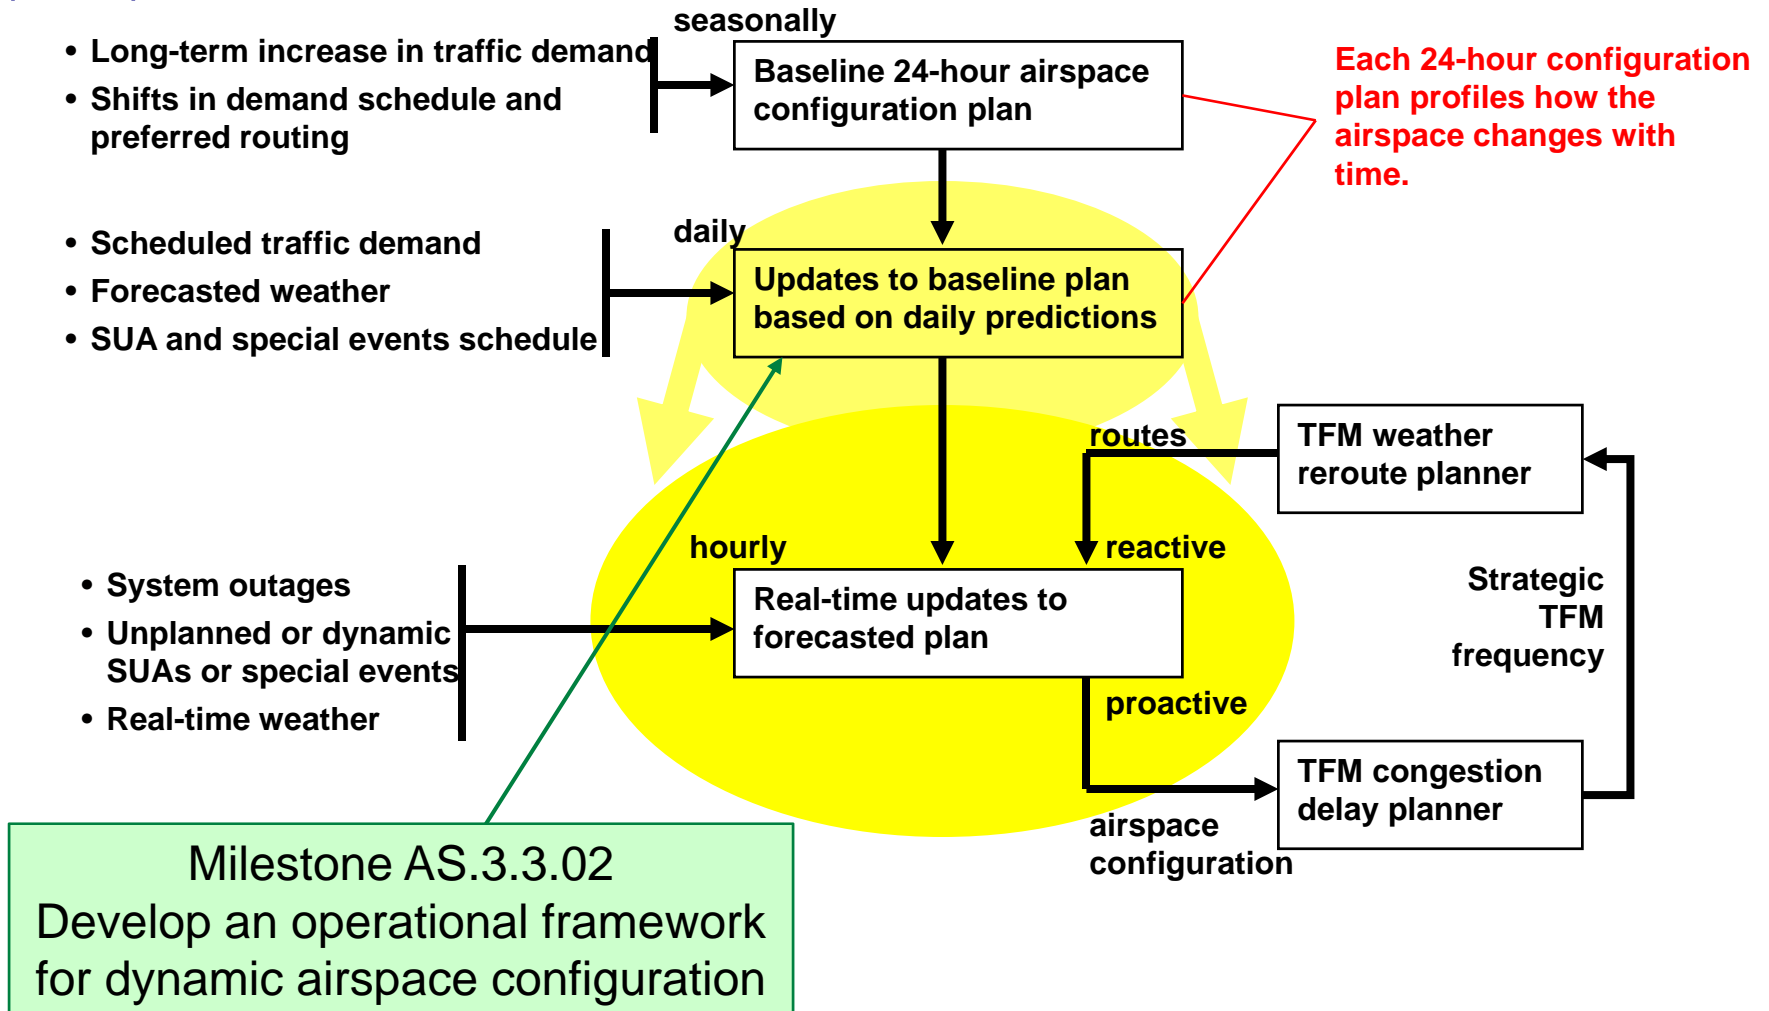 seasonally
• Long-term increase in traffic demand
• Shifts in demand schedule and
preferred routing
Baseline 24-hour airspace
configuration plan
Each 24-hour configuration
plan profiles how the
airspace changes with
time.
daily
• Scheduled traffic demand
• Forecasted weather
• SUA and special events schedule
Updates to baseline plan
based on daily predictions
routes
TFM weather
reroute planner
hourly
reactive
• System outages
• Unplanned or dynamic
SUAs or special events
• Real-time weather
Real-time updates to
forecasted plan
Strategic
TFM
frequency
proactive
TFM congestion
delay planner
airspace
configuration
Milestone AS.3.3.02
Develop an operational framework
for dynamic airspace configuration